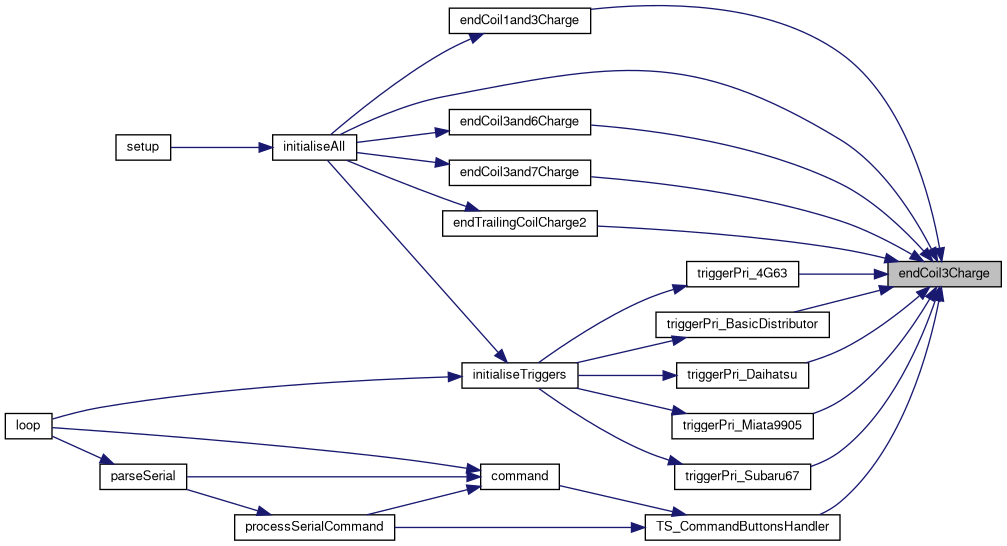 endCoil1and3Charge
endCoil3and6Charge
setup
initialiseAll
endCoil3and7Charge
endTrailingCoilCharge2
triggerPri_4G63
endCoil3Charge
triggerPri_BasicDistributor
initialiseTriggers
triggerPri_Daihatsu
loop
triggerPri_Miata9905
parseSerial
command
triggerPri_Subaru67
processSerialCommand
TS_CommandButtonsHandler